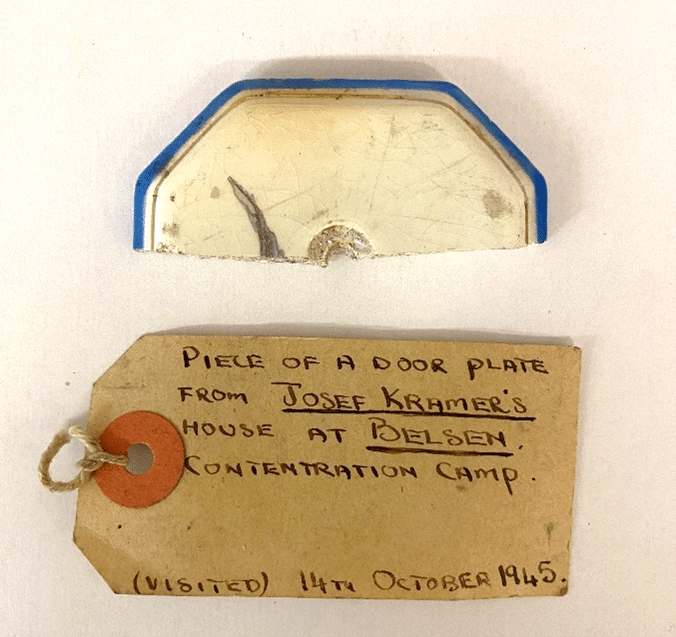 PIECE OF A DOOR PLATE
FROM JOSEF KRAMER'S
HOUSE AT BELSEN.
CONTENTRATION CAMP.
(VISITED) 14TH OCTOBER 1945.